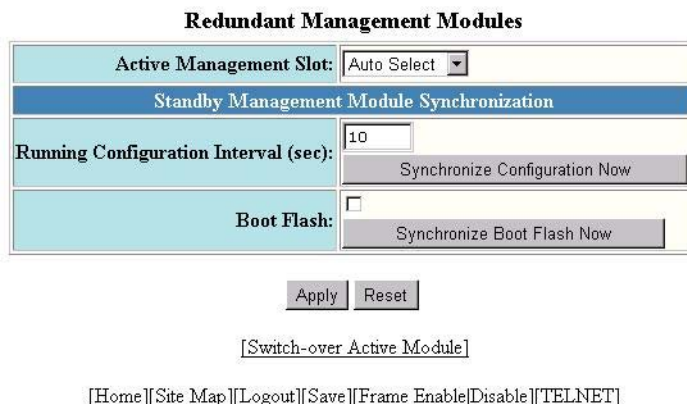 Redundant Management Modules
Active Management Slot: Auto Select
Standby Management Module Synchronization
Running Configuration Interval (sec): 10
Synchronize Configuration Now
Boot Flash:
Synchronize Boot Flash Now
Apply Reset
[Switch-over Active Module]
[Home][Site Map][Logout][Save][Frame Enable|Disable][TELNET]